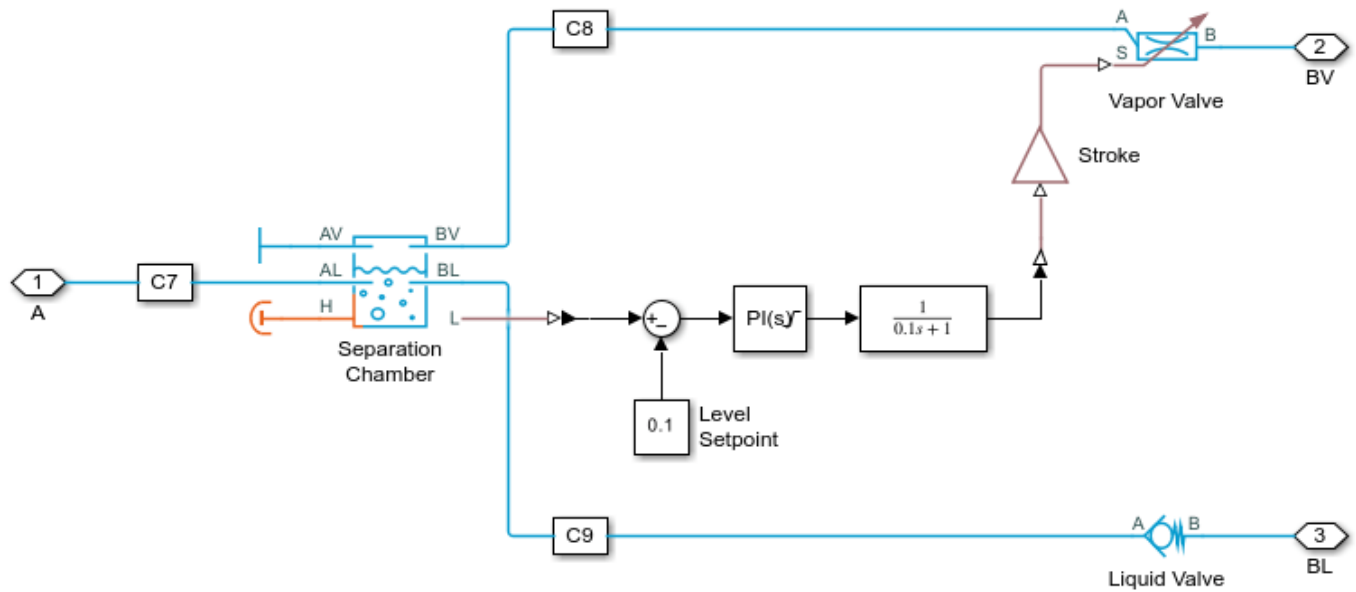 C8
A
B
S
2
BV
Vapor Valve
Stroke
AV
BV
1
A
C7
AL
BL
H
L
Separation
Chamber
+
-
PI(s)
1
0.1s + 1
0.1
Level
Setpoint
C9
A
B
3
BL
Liquid Valve